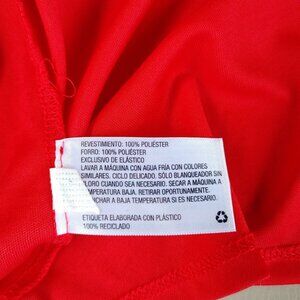 REVESTIMIENTO: 100% POLIÉSTER
FORRO: 100% POLIÉSTER
EXCLUSIVO DE ELÁSTICO
LAVAR A MÁQUINA CON AGUA FRÍA CON COLORES
SIMILARES. CICLO DELICADO. SÓLO BLANQUEADOR SIN
CLORO CUANDO SEA NECESARIO. SECAR A MÁQUINA A
TEMPERATURA BAJA. RETIRAR OPORTUNAMENTE.
PLANCHAR A BAJA TEMPERATURA SI ES NECESARIO.
ETIQUETA ELABORADA CON PLÁSTICO
100% RECICLADO